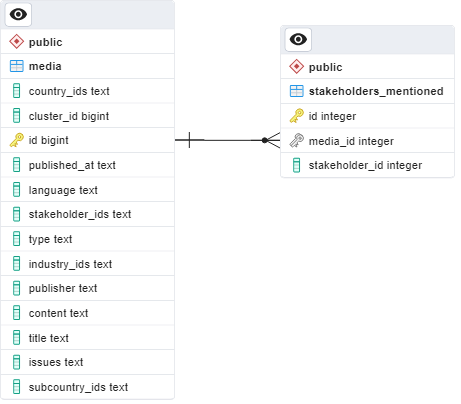 public
media
country_ids text
cluster_id bigint
id bigint
published_at text
language text
stakeholder_ids text
type text
industry_ids text
publisher text
content text
title text
issues text
subcountry_ids text
public
stakeholders_mentioned
id integer
media_id integer
stakeholder_id integer